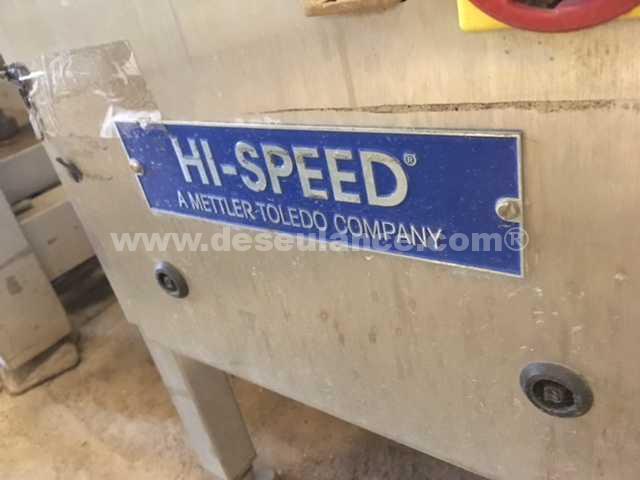 HI-SPEED®
A METTLER-TOLEDO COMPANY
www.deseulance.com®